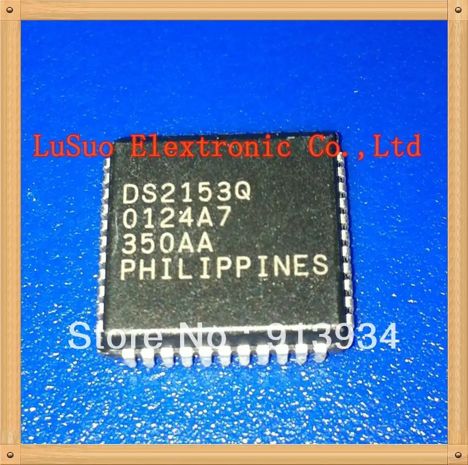 LuSuo Elextronic Co.,Ltd
DS2153Q
0124A7
350AA
PHILIPPINES
Store No.: 913934